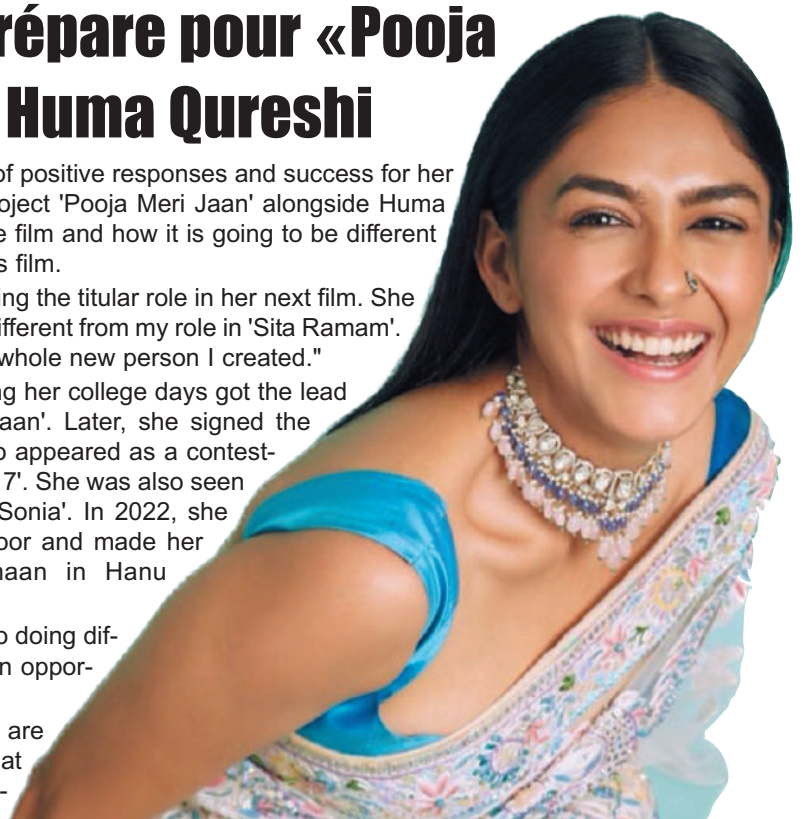 répare pour «Pooja
Huma Qureshi
of positive responses and success for her
oject 'Pooja Meri Jaan' alongside Huma
e film and how it is going to be different
s film.
ing the titular role in her next film. She
ifferent from my role in 'Sita Ramam'.
whole new person I created."
ng her college days got the lead
aan'. Later, she signed the
o appeared as a contest-
7'. She was also seen
Sonia'. In 2022, she
oor and made her
naan in Hanu
o doing dif-
n oppor-
are
at
-